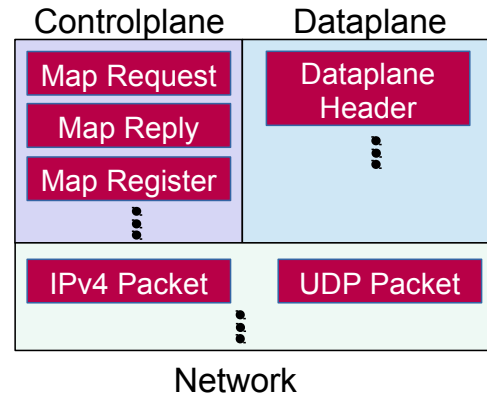 Controlplane
Dataplane
Map Request
Map Reply
Map Register
Dataplane
Header
IPv4 Packet
UDP Packet
Network